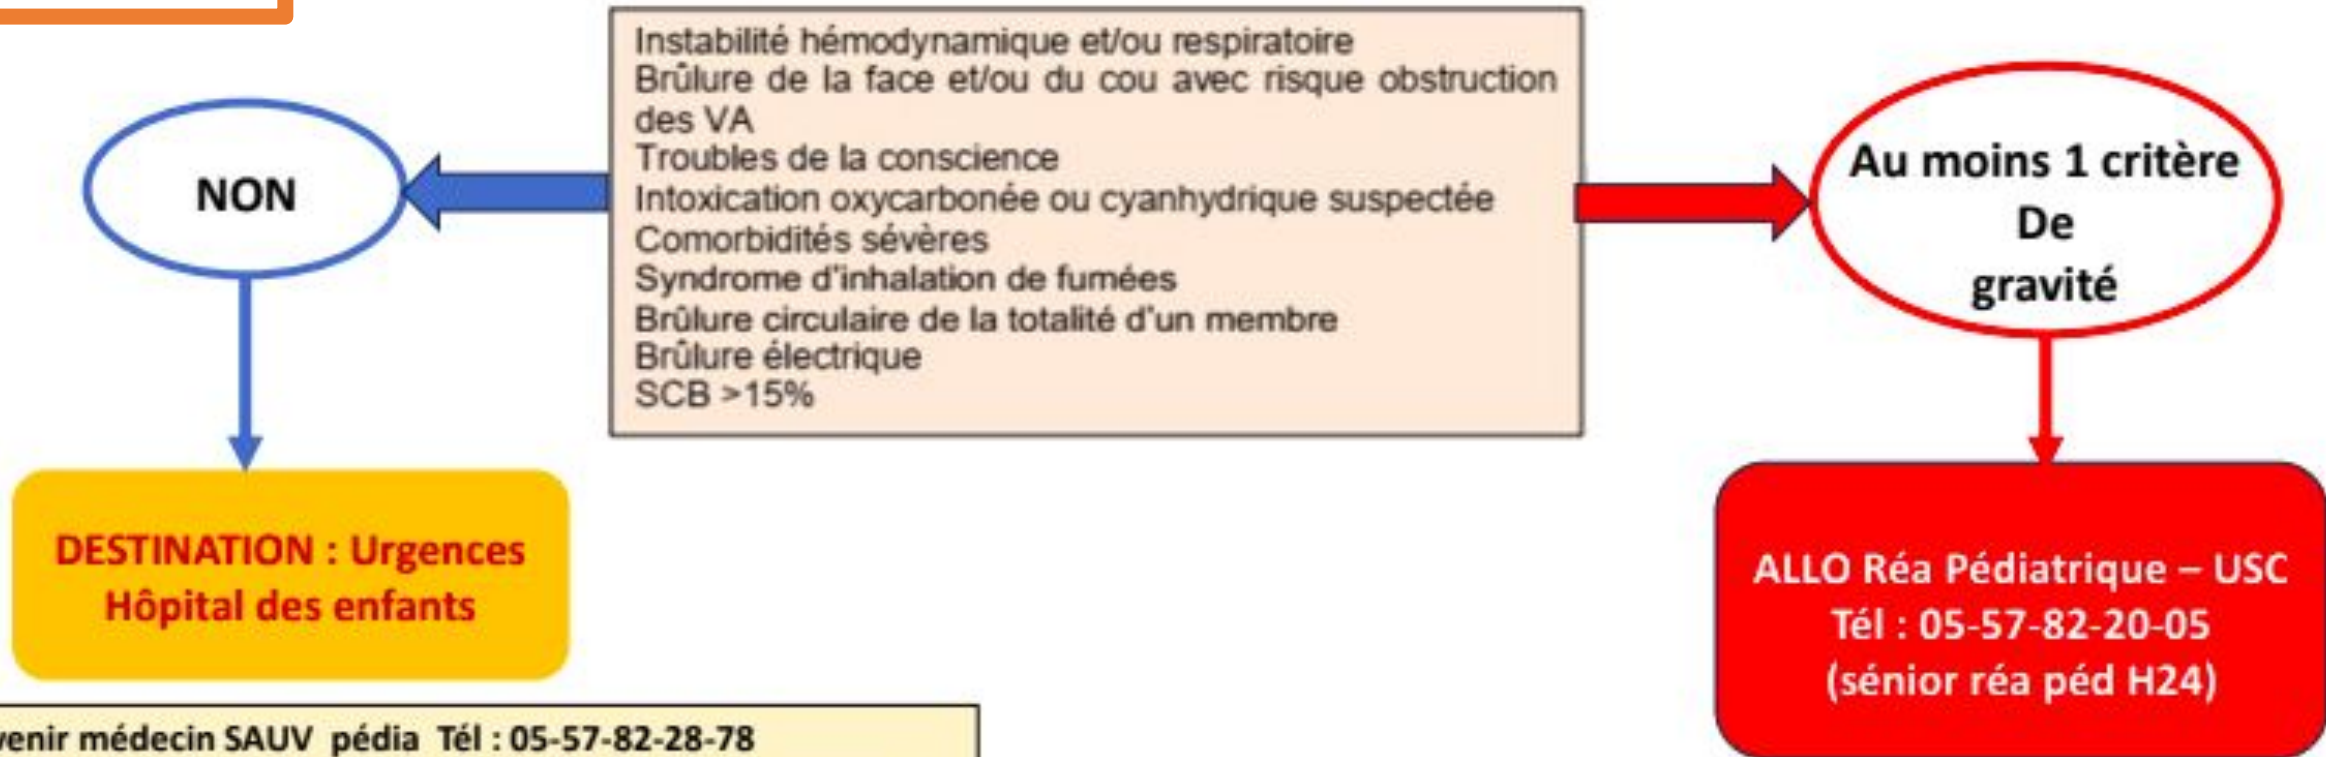 Instabilité hémodynamique et/ou respiratoire
Brûlure de la face et/ou du cou avec risque obstruction
des VA
Troubles de la conscience
Intoxication oxycarbonée ou cyanhydrique suspectée
Comorbidités sévères
Syndrome d'inhalation de fumées
Brûlure circulaire de la totalité d'un membre
Brûlure électrique
SCB >15%
NON
Au moins 1 critère
De
gravité
DESTINATION : Urgences
Hôpital des enfants
ALLO Réa Pédiatrique – USC
Tél : 05-57-82-20-05
(sénior réa péd H24)
venir médecin SAUV pédia Tél : 05-57-82-28-78